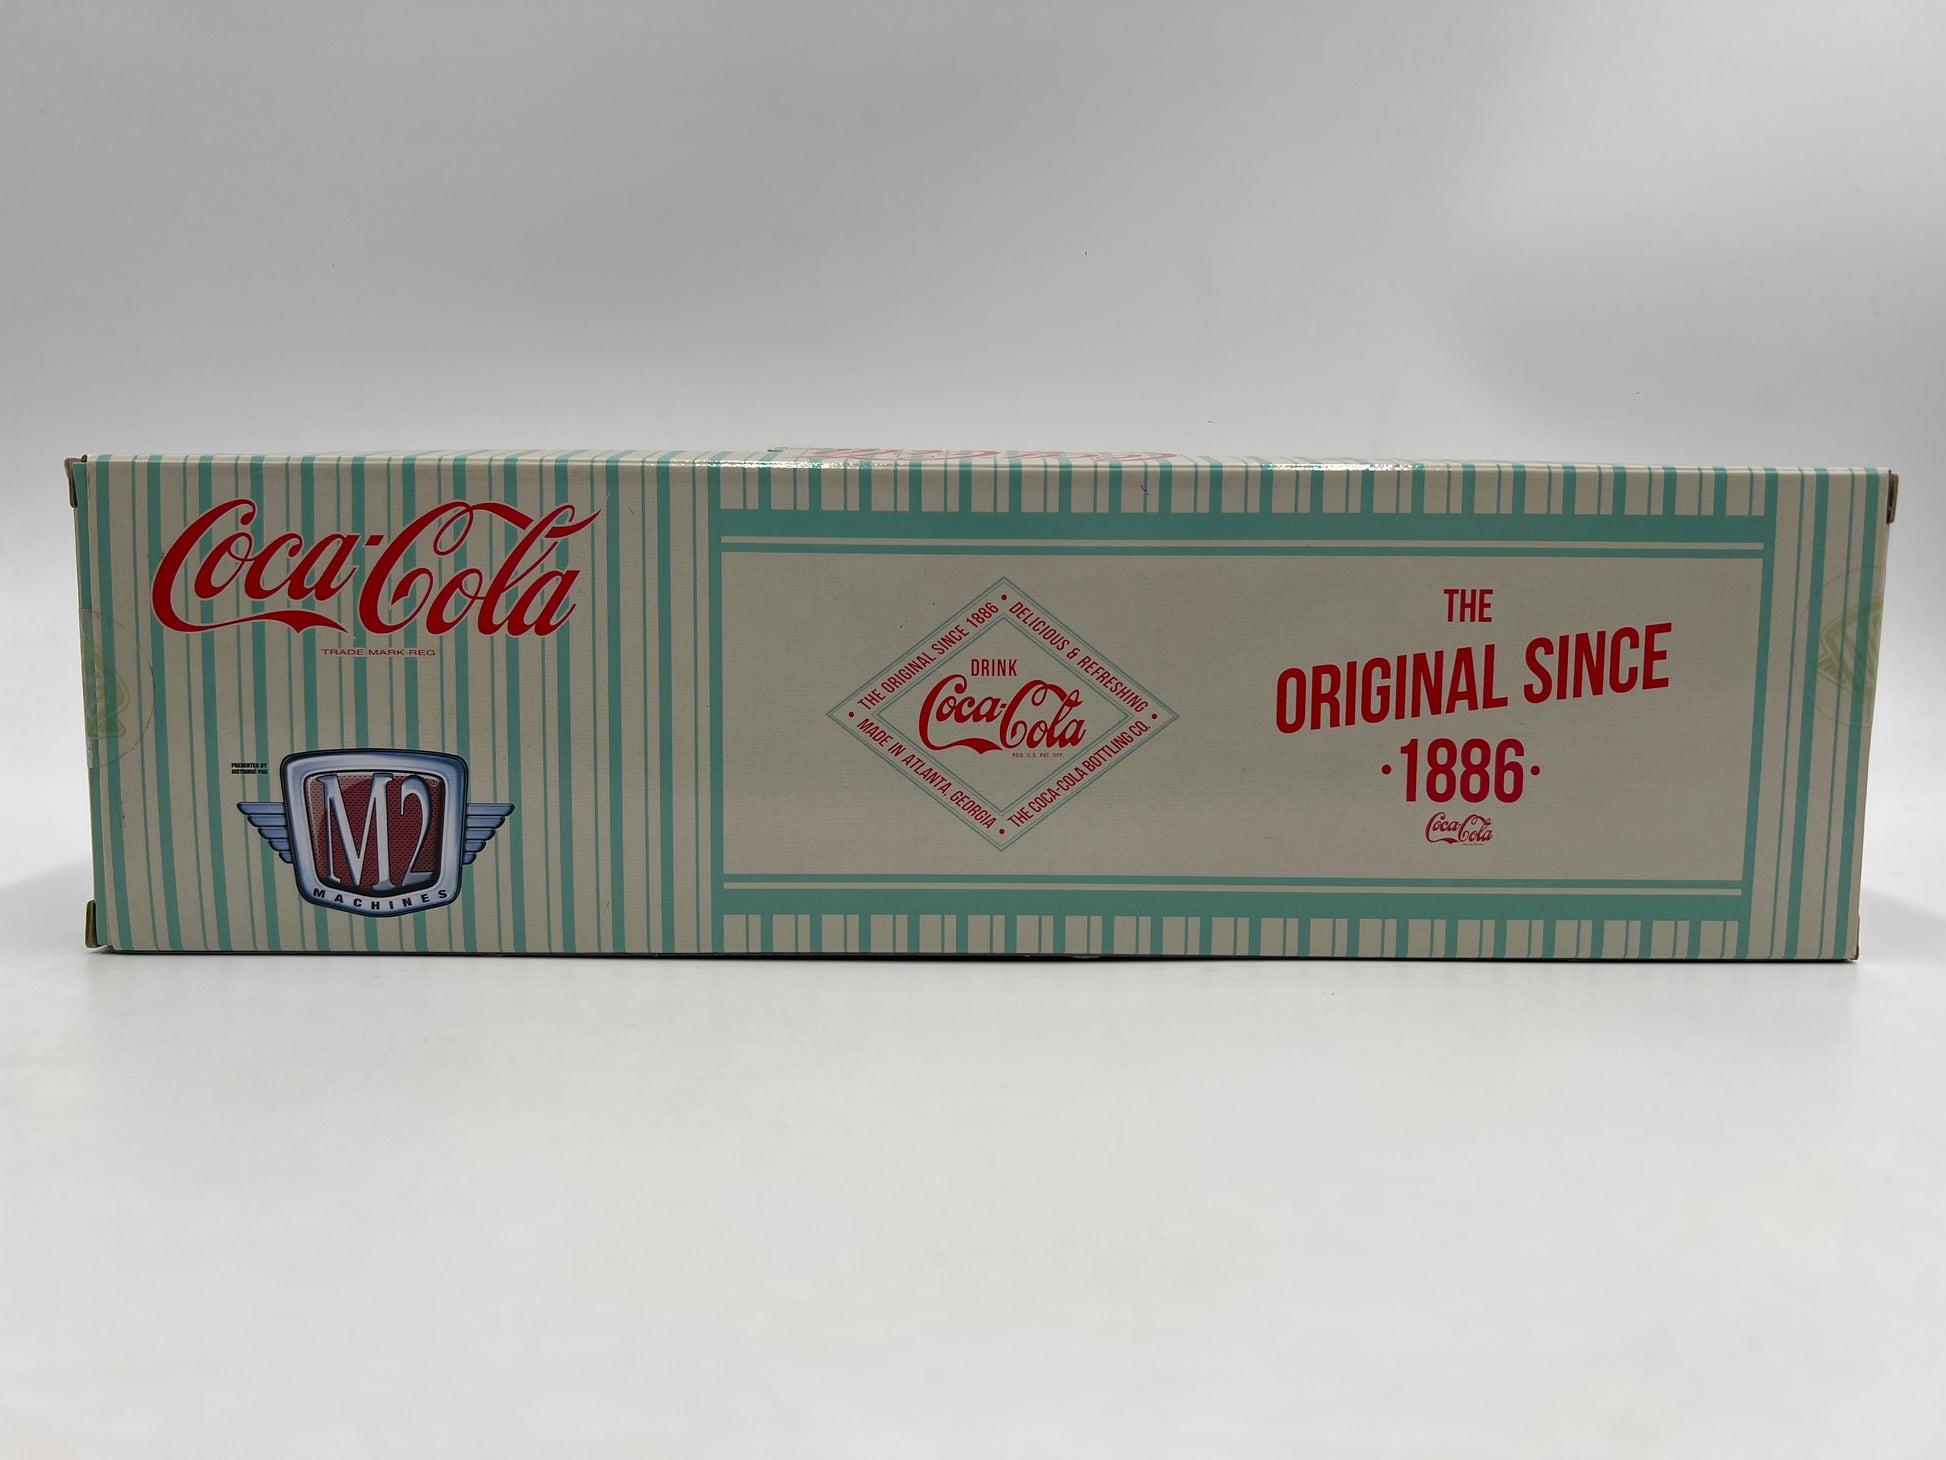 Coca-Cola
TRADE MARK REG
PRESENTED BY
DISTRIBUÉ PAR
M2
MACHINES
THE ORIGINAL SINCE 1886 • DELICIOUS & REFRESHING •
DRINK
Coca-Cola
REG. U.S. PAT. OFF.
• MADE IN ATLANTA, GEORGIA • THE COCA-COLA BOTTLING CO.
THE
ORIGINAL SINCE
•1886•
Coca-Cola